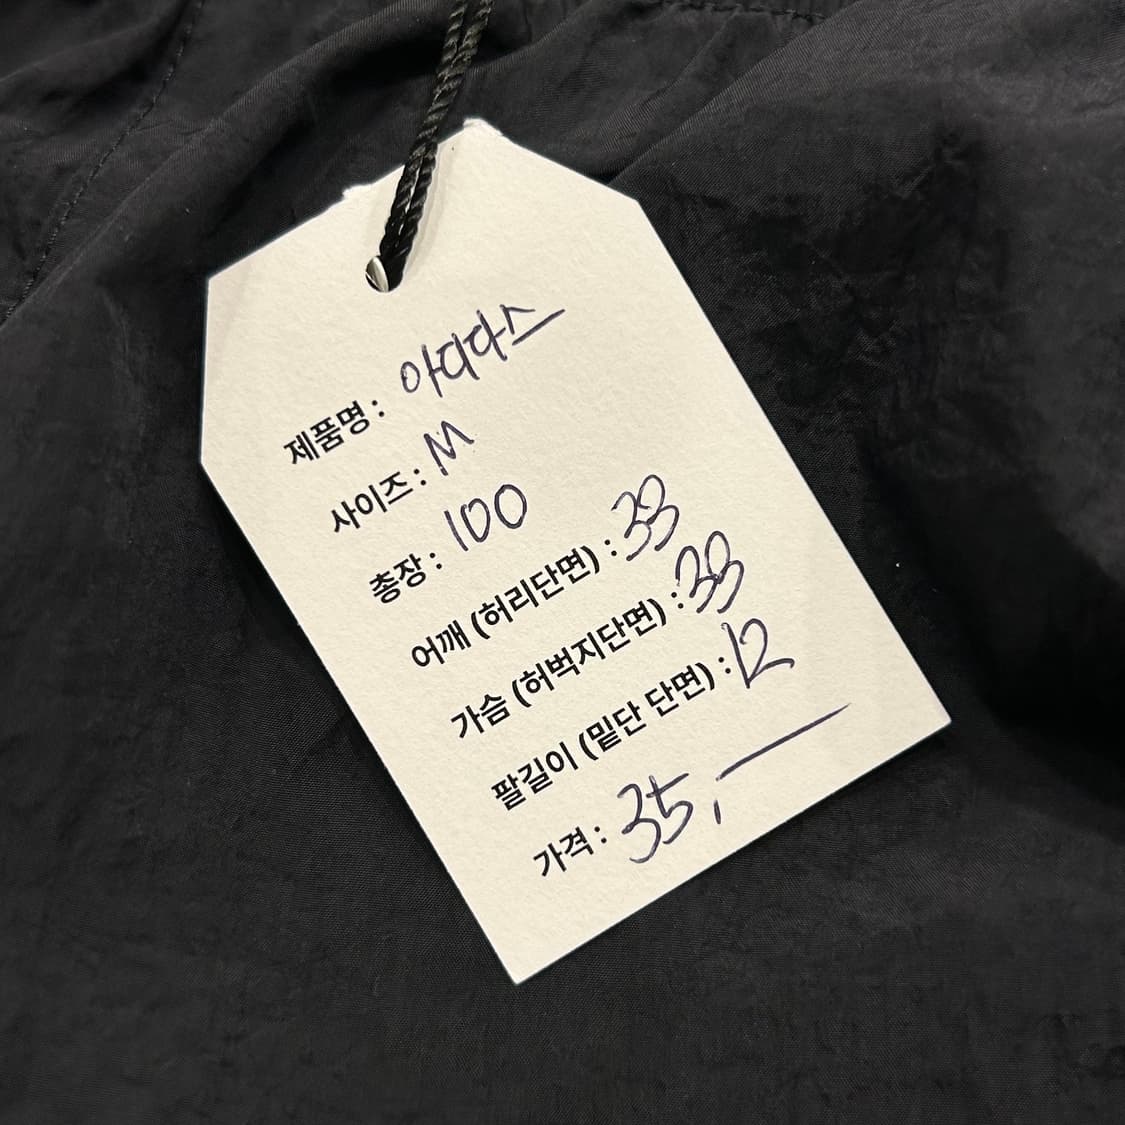 제품명 : 아디다스
사이즈 : M
총장 : 100
어깨 (허리단면) : 33
가슴 (허벅지단면) : 33
팔길이 (밑단 단면) : 12
가격 : 35,—